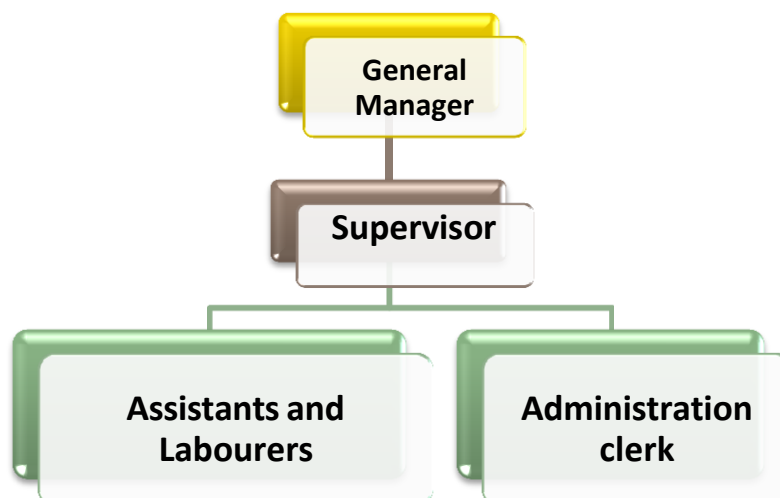 General
Manager
Supervisor
Assistants and
Labourers
Administration
clerk